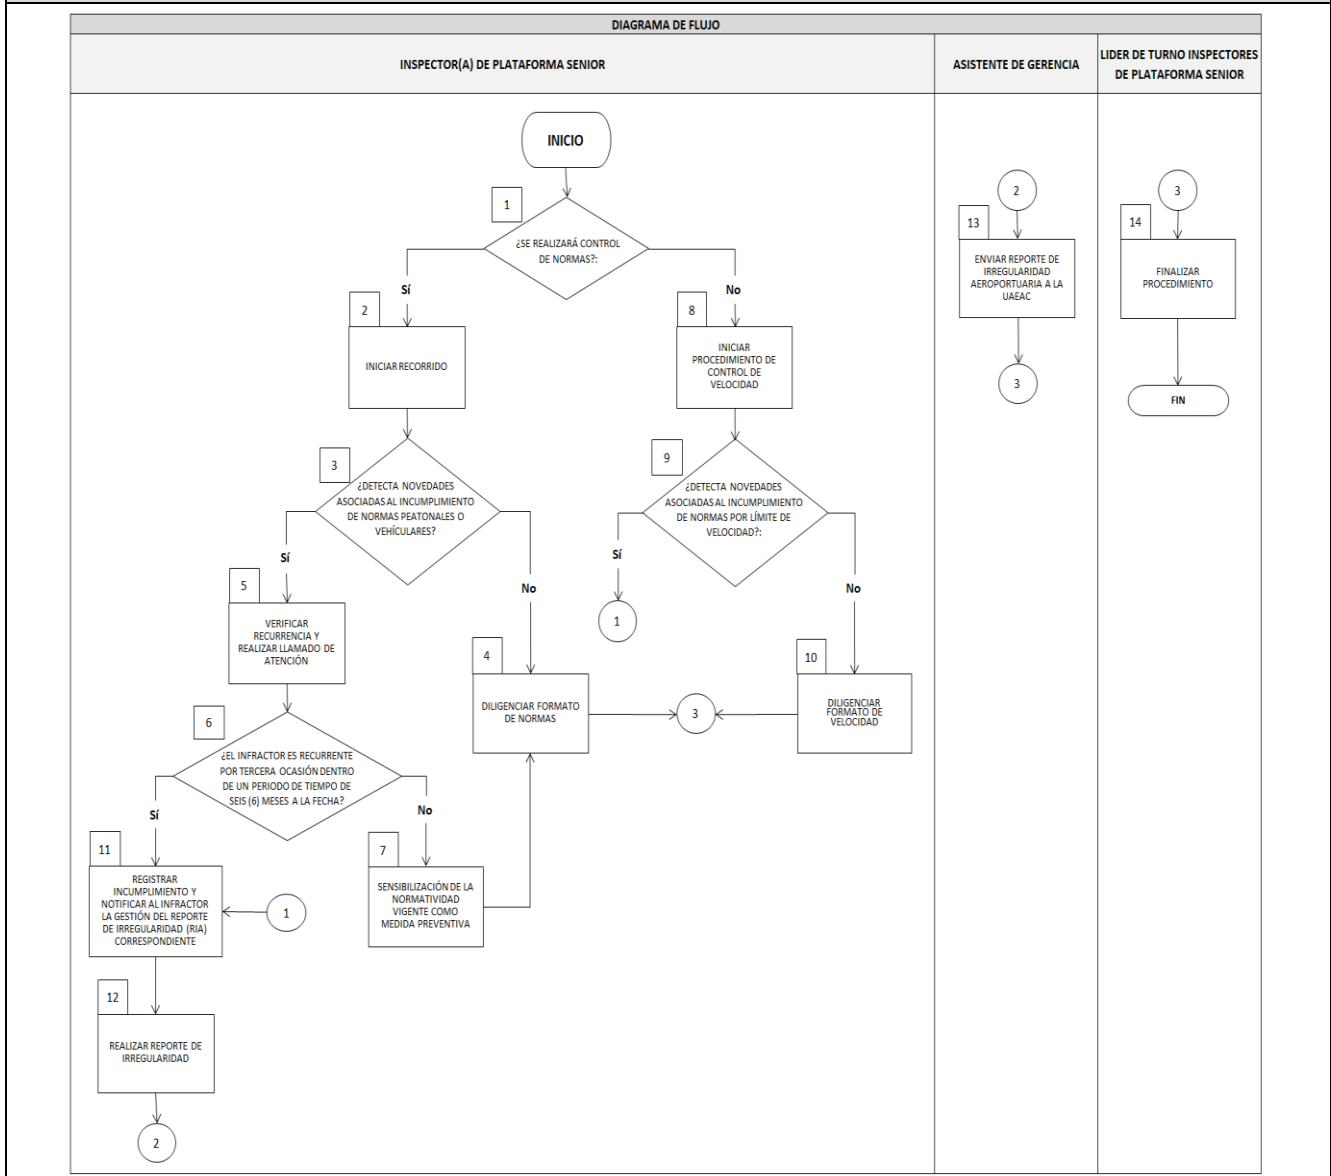 DIAGRAMA DE FLUJO
INSPECTOR(A) DE PLATAFORMA SENIOR
ASISTENTE DE GERENCIA
LIDER DE TURNO INSPECTORES
DE PLATAFORMA SENIOR
INICIO
1
¿SE REALIZARÁ CONTROL
DE NORMAS?:
Sí
No
2
INICIAR RECORRIDO
8
INICIAR
PROCEDIMIENTO DE
CONTROL DE
VELOCIDAD
3
¿DETECTA NOVEDADES
ASOCIADAS AL INCUMPLIMIENTO
DE NORMAS PEATONALES O
VEHÍCULARES?
9
¿DETECTA NOVEDADES
ASOCIADAS AL INCUMPLIMIENTO
DE NORMAS POR LÍMITE DE
VELOCIDAD?:
Sí
No
Sí
No
1
5
VERIFICAR
RECURRENCIA Y
REALIZAR LLAMADO DE
ATENCIÓN
4
DILIGENCIAR FORMATO
DE NORMAS
3
10
DILIGENCIAR
FORMATO DE
VELOCIDAD
6
¿EL INFRACTOR ES RECURRENTE
POR TERCERA OCASIÓN DENTRO
DE UN PERIODO DE TIEMPO DE
SEIS (6) MESES A LA FECHA?
Sí
No
11
REGISTRAR
INCUMPLIMIENTO Y
NOTIFICAR AL INFRACTOR
LA GESTIÓN DEL REPORTE
DE IRREGULARIDAD (RIA)
CORRESPONDIENTE
1
7
SENSIBILIZACIÓN DE LA
NORMATIVIDAD
VIGENTE COMO
MEDIDA PREVENTIVA
12
REALIZAR REPORTE DE
IRREGULARIDAD
2
2
13
ENVIAR REPORTE DE
IRREGULARIDAD
AEROPORTUARIA A LA
UAEAC
3
3
14
FINALIZAR
PROCEDIMIENTO
FIN